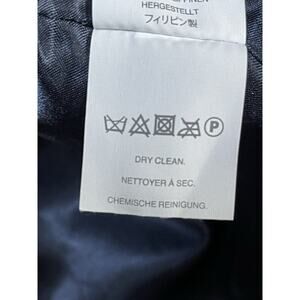 HERGESTELLT
フィリピン製
P
DRY CLEAN.
NETTOYER À SEC.
CHEMISCHE REINIGUNG.